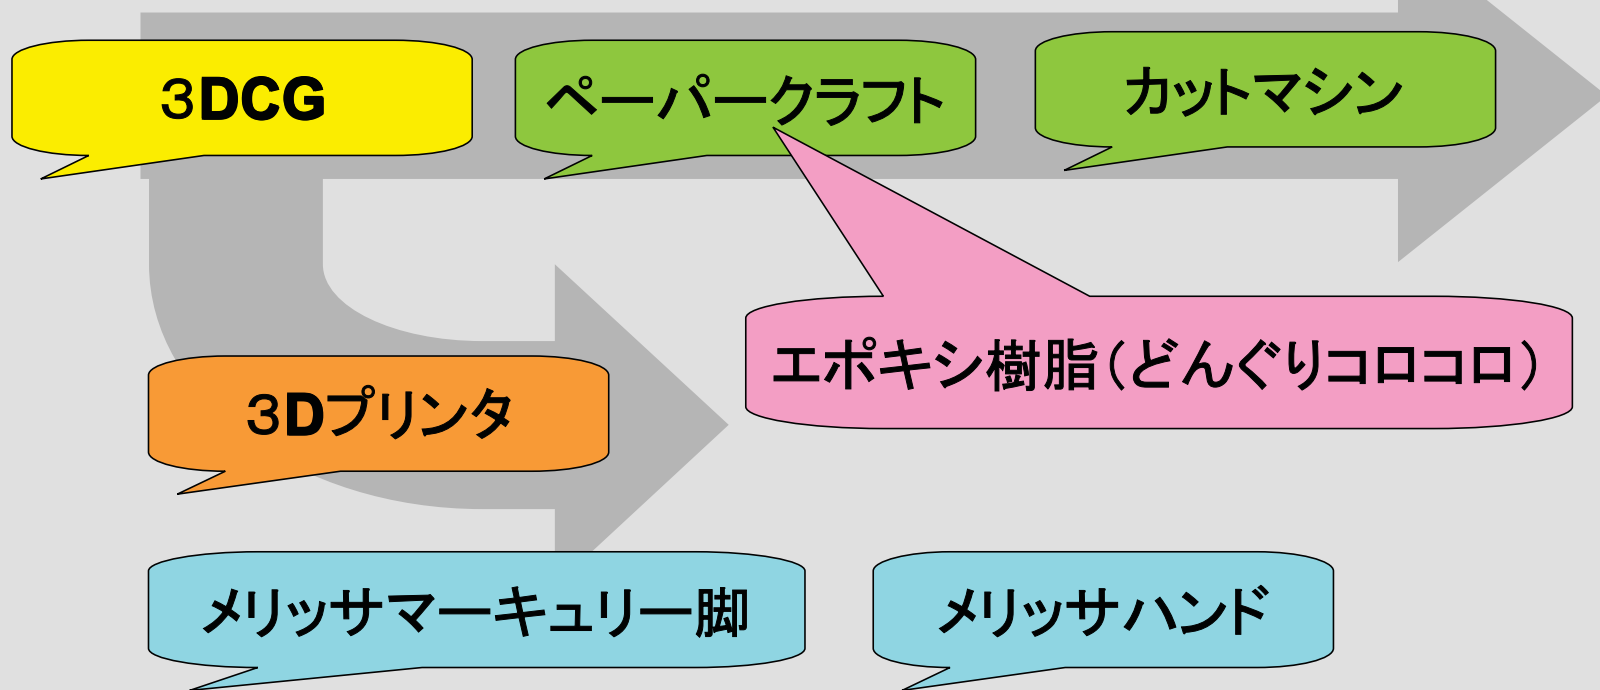 ３DCG
ペーパークラフト
カットマシン
エポキシ樹脂（どんぐりコロコロ）
３Dプリンタ
メリッサマーキュリー脚
メリッサハンド